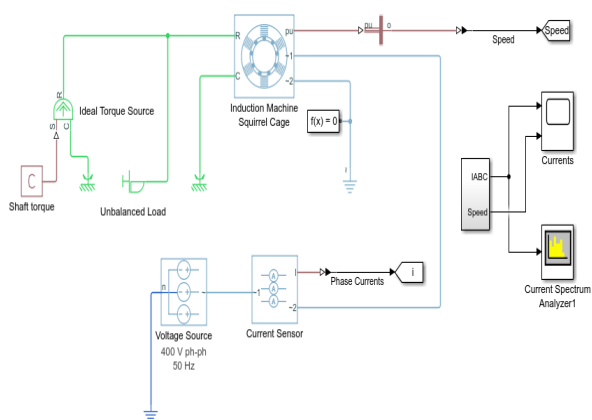 R
C
pu
~1
~2
Induction Machine
Squirrel Cage
pu
o
Speed
Speed
R
S
C
Ideal Torque Source
C
Shaft torque
Unbalanced Load
f(x) = 0
Currents
IABC
Speed
Current Spectrum
Analyzer1
n
~
Voltage Source
400 V ph-ph
50 Hz
~1
A
A
A
I
~2
Current Sensor
Phase Currents
i